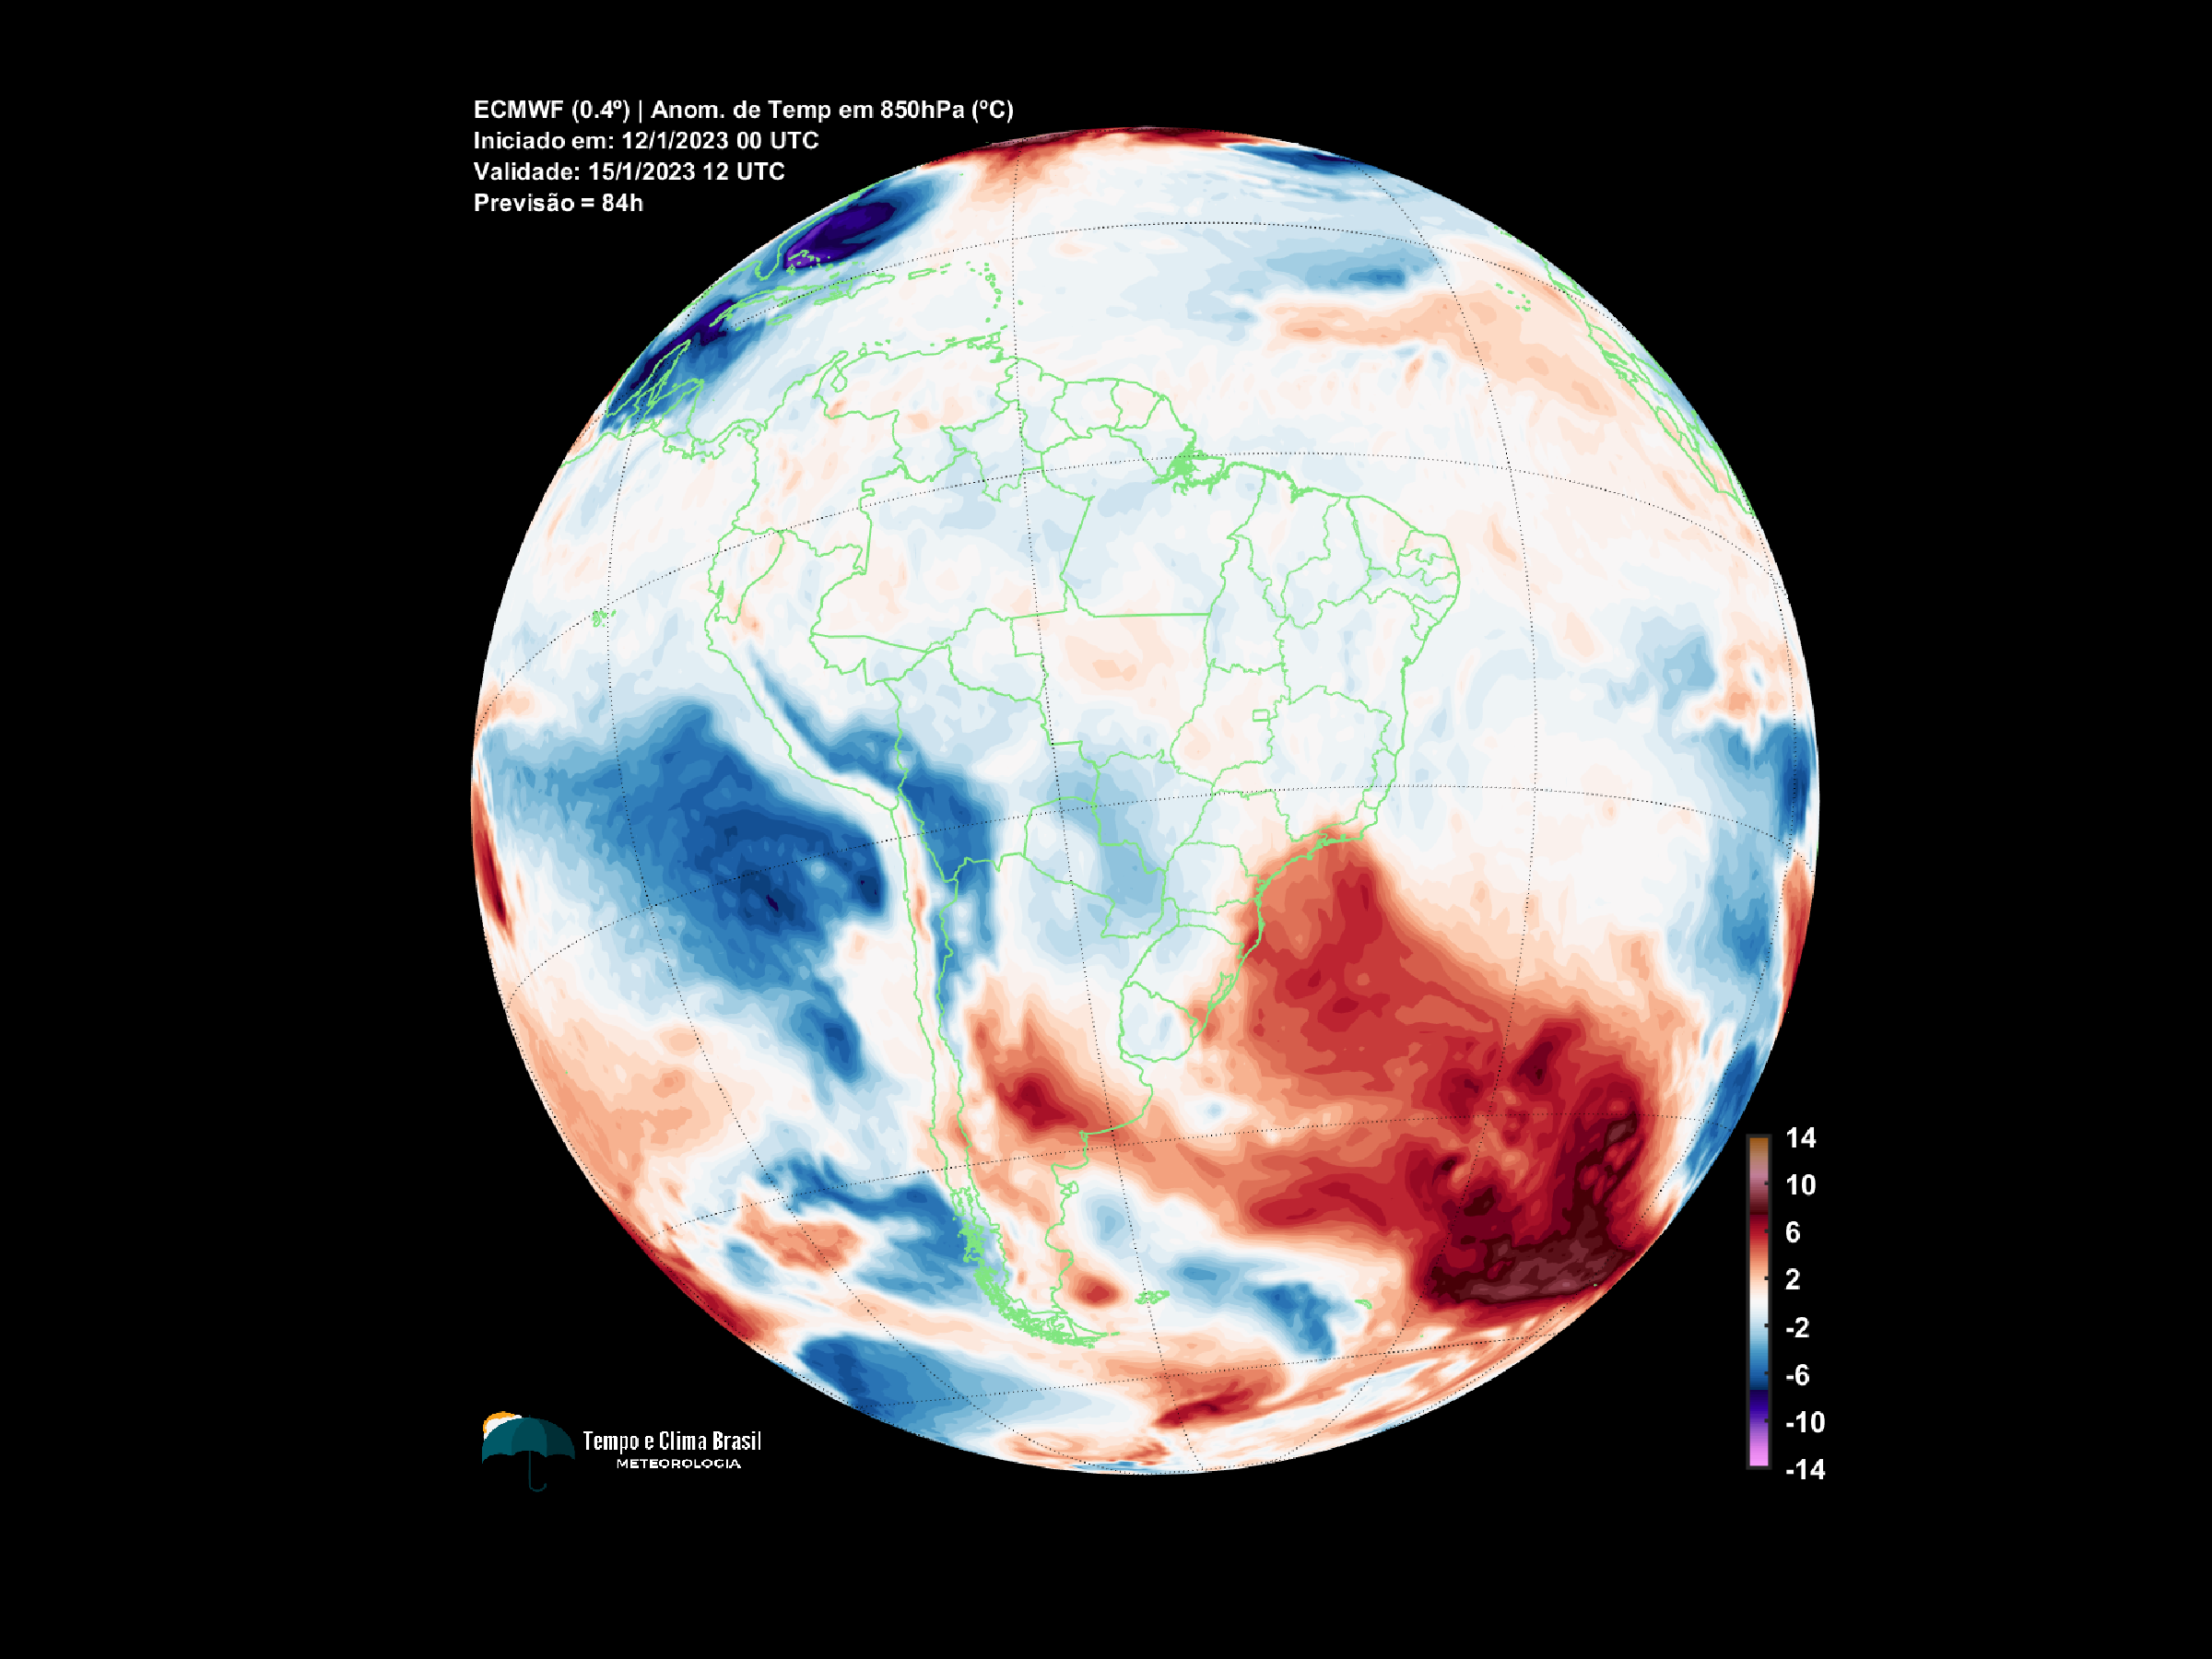 ECMWF (0.4º) | Anom. de Temp em 850hPa (ºC)
Iniciado em: 12/1/2023 00 UTC
Validade: 15/1/2023 12 UTC
Previsão = 84h
14
10
6
2
-2
-6
-10
-14
Tempo e Clima Brasil
METEOROLOGIA